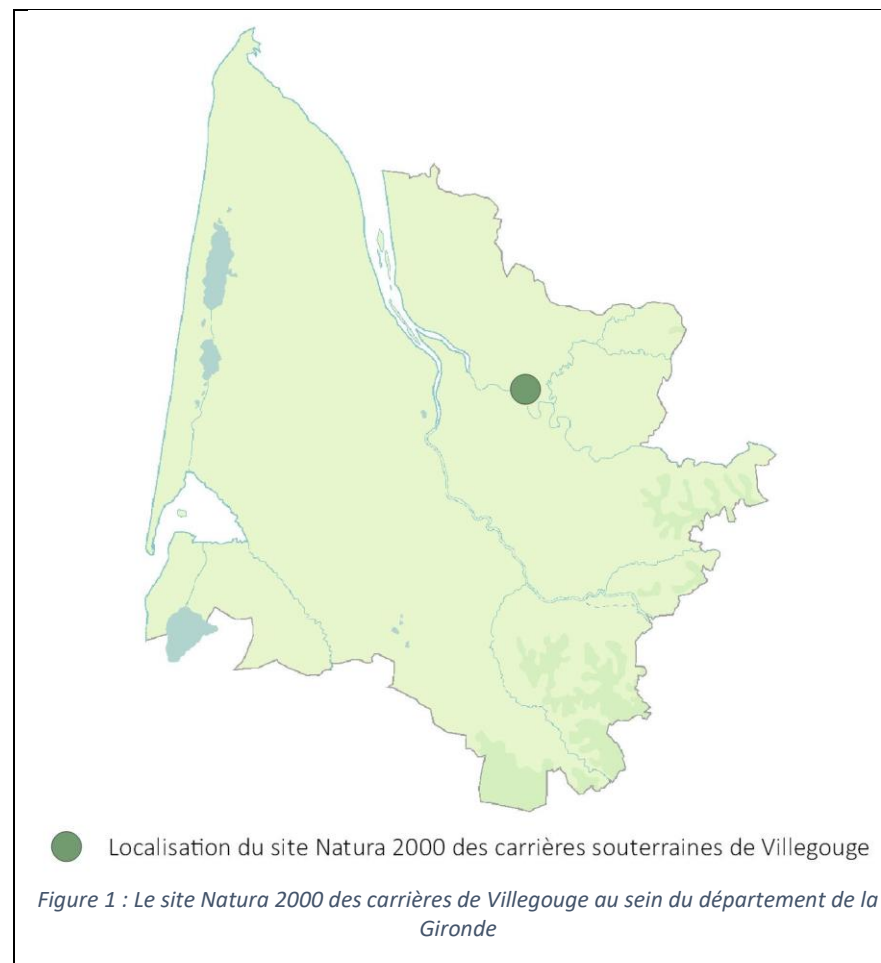 Localisation du site Natura 2000 des carrières souterraines de Villegouge
Figure 1 : Le site Natura 2000 des carrières de Villegouge au sein du département de la
Gironde